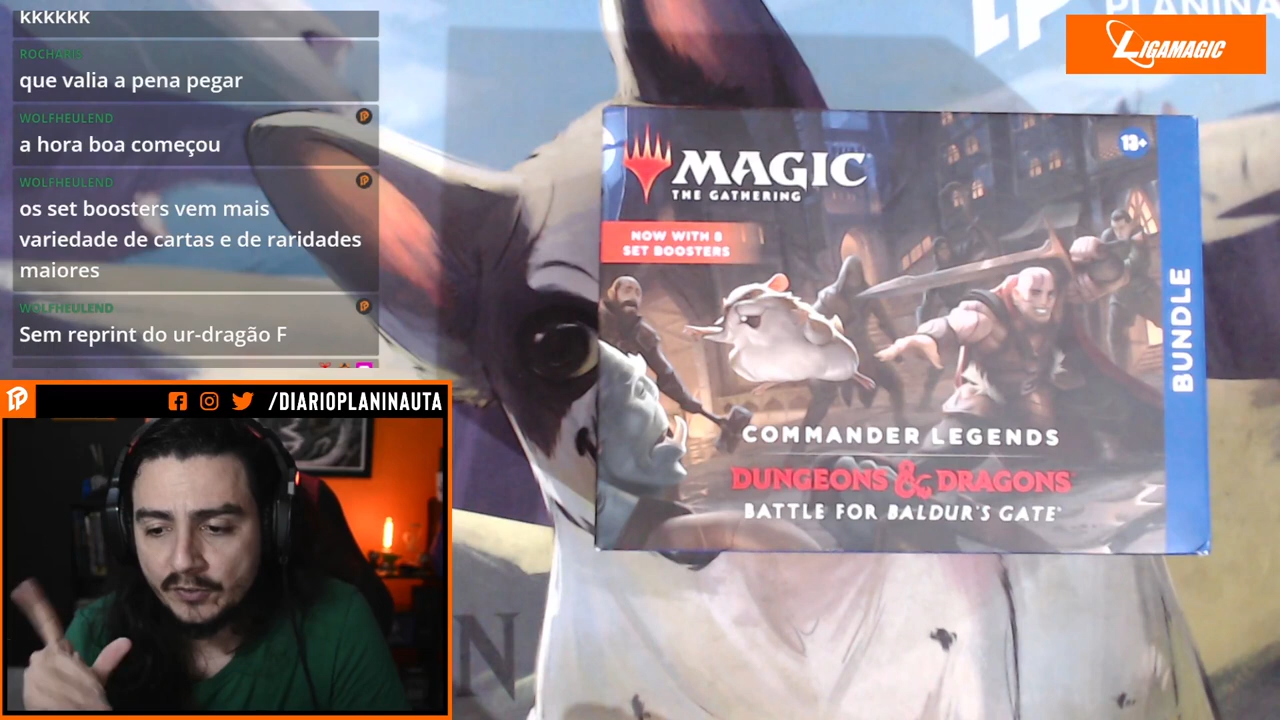 kkkkkk
ROCHARIS
que valia a pena pegar
WOLFHEULEND
a hora boa começou
WOLFHEULEND
os set boosters vem mais
variedade de cartas e de raridades
maiores
WOLFHEULEND
Sem reprint do ur-dragão F
/DIARIOPLANINAUTA
LIGAMAGIC
MAGIC
THE GATHERING
13+
NOW WITH 8
SET BOOSTERS
COMMANDER LEGENDS
DUNGEONS & DRAGONS
BATTLE FOR BALDUR'S GATE
BUNDLE